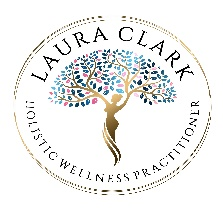 LAURA CLARK
HOLISTIC WELLNESS PRACTITIONER